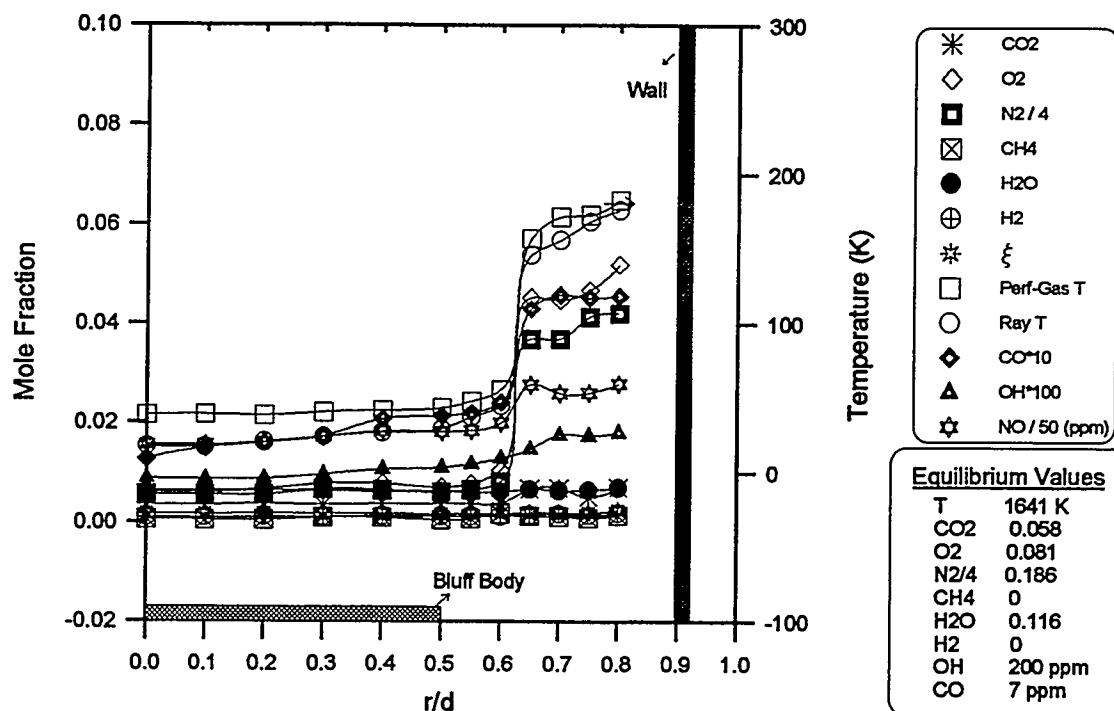 0.10
0.08
0.06
0.04
0.02
0.00
-0.02
Mole Fraction
0.0 0.1 0.2 0.3 0.4 0.5 0.6 0.7 0.8 0.9 1.0
r/d
300
200
100
0
-100
Temperature (K)
Wall
Bluff Body
CO2
O2
N2 / 4
CH4
H2O
H2
ξ
Perf-Gas T
Ray T
CO*10
OH*100
NO / 50 (ppm)
Equilibrium Values
T 1641 K
CO2 0.058
O2 0.081
N2/4 0.186
CH4 0
H2O 0.116
H2 0
OH 200 ppm
CO 7 ppm